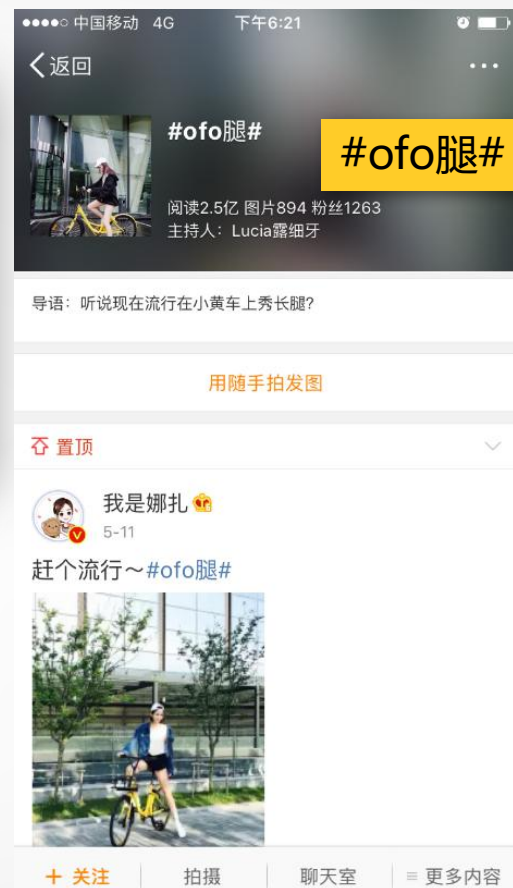 中国移动 4G 下午6:21
返回
#ofo腿#
#ofo腿#
阅读2.5亿 图片894 粉丝1263
主持人：Lucia露细牙
导语：听说现在流行在小黄车上秀长腿?
用随手拍发图
置顶
我是娜扎
5-11
赶个流行～#ofo腿#
+ 关注 拍摄 聊天室 更多内容